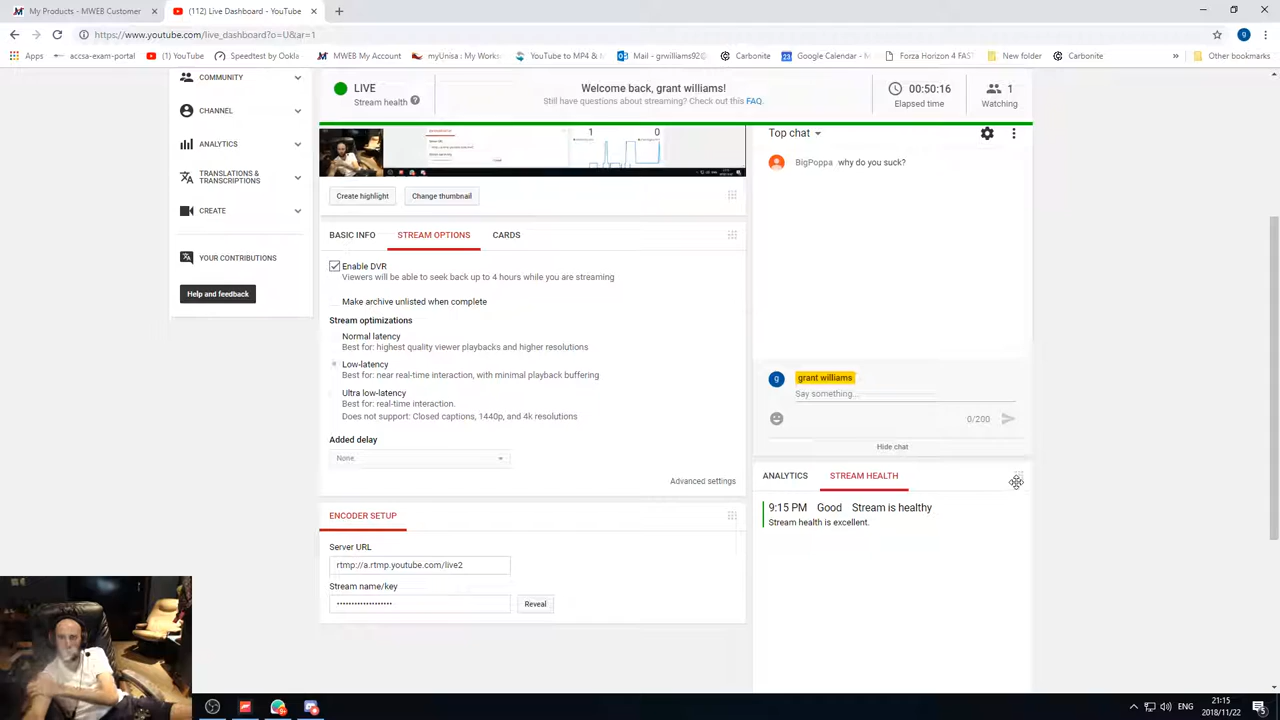 My Products - MWEB Customer
(112) Live Dashboard - YouTube
https://www.youtube.com/live_dashboard?o=U&ar=1
Apps
accsa-exam-portal
(1) YouTube
Speedtest by Ookla
MWEB My Account
myUnisa : My Works
YouTube to MP4 &
Mail - grwilliams92@
Carbonite
Google Calendar -
Forza Horizon 4 FAST
New folder
Carbonite
»
Other bookmarks
COMMUNITY
CHANNEL
ANALYTICS
TRANSLATIONS &
TRANSCRIPTIONS
CREATE
YOUR CONTRIBUTIONS
Help and feedback
LIVE
Stream health ?
Welcome back, grant williams!
Still have questions about streaming? Check out this FAQ.
00:50:16
Elapsed time
1
Watching
1
0
Create highlight
Change thumbnail
BASIC INFO
STREAM OPTIONS
CARDS
Enable DVR
Viewers will be able to seek back up to 4 hours while you are streaming
Make archive unlisted when complete
Stream optimizations
Normal latency
Best for: highest quality viewer playbacks and higher resolutions
Low-latency
Best for: near real-time interaction, with minimal playback buffering
Ultra low-latency
Best for: real-time interaction.
Does not support: Closed captions, 1440p, and 4k resolutions
Added delay
None.
Advanced settings
ENCODER SETUP
Server URL
rtmp://a.rtmp.youtube.com/live2
Stream name/key
Reveal
Top chat
BigPoppa why do you suck?
g
grant williams
Say something...
0/200
Hide chat
ANALYTICS
STREAM HEALTH
9:15 PM Good Stream is healthy
Stream health is excellent.
ENG
21:15
2018/11/22